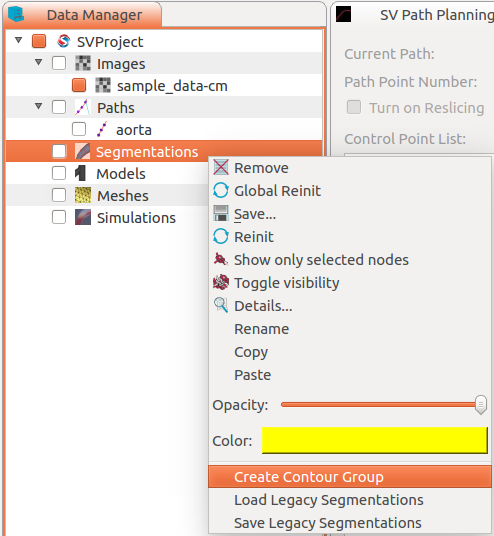 Data Manager
SV Path Planning
SVProject
Current Path:
Images
Path Point Number:
sample_data-cm
Turn on Reslicing
Paths
aorta
Control Point List:
Segmentations
Remove
Models
Global Reinit
Meshes
Save...
Simulations
Reinit
Show only selected nodes
Toggle visibility
Details...
Rename
Copy
Paste
Opacity:
Color:
Create Contour Group
Load Legacy Segmentations
Save Legacy Segmentations